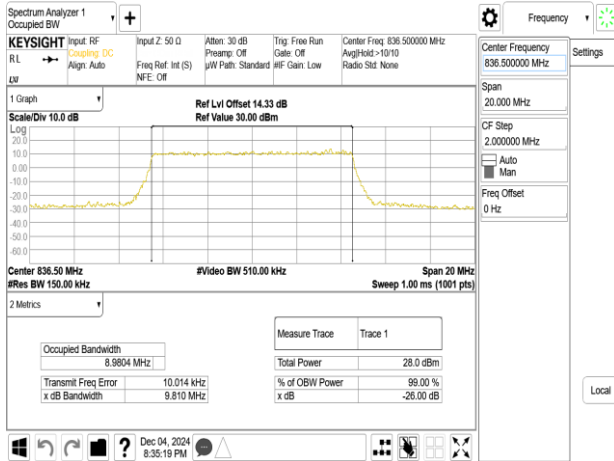 Spectrum Analyzer 1
Occupied BW
Frequency
KEYSIGHT
RL
LXI
Input: RF
Coupling: DC
Align: Auto
Input Z: 50 Ω
Freq Ref: Int (S)
NFE: Off
Atten: 30 dB
Preamp: Off
µW Path: Standard
Trig: Free Run
Gate: Off
#IF Gain: Low
Center Freq: 836.500000 MHz
Avg|Hold:>10/10
Radio Std: None
Center Frequency
836.500000 MHz
Settings
Span
20.000 MHz
CF Step
2.000000 MHz
Auto
Man
Freq Offset
0 Hz
1 Graph
Scale/Div 10.0 dB
Ref Lvl Offset 14.33 dB
Ref Value 30.00 dBm
Log
20.0
10.0
0.00
-10.0
-20.0
-30.0
-40.0
-50.0
-60.0
Center 836.50 MHz
#Video BW 510.00 kHz
Span 20 MHz
#Res BW 150.00 kHz
Sweep 1.00 ms (1001 pts)
2 Metrics
Measure Trace
Trace 1
Occupied Bandwidth
8.9804 MHz
Total Power
28.0 dBm
Transmit Freq Error
10.014 kHz
% of OBW Power
99.00 %
x dB Bandwidth
9.810 MHz
x dB
-26.00 dB
Local
?
Dec 04, 2024
8:35:19 PM